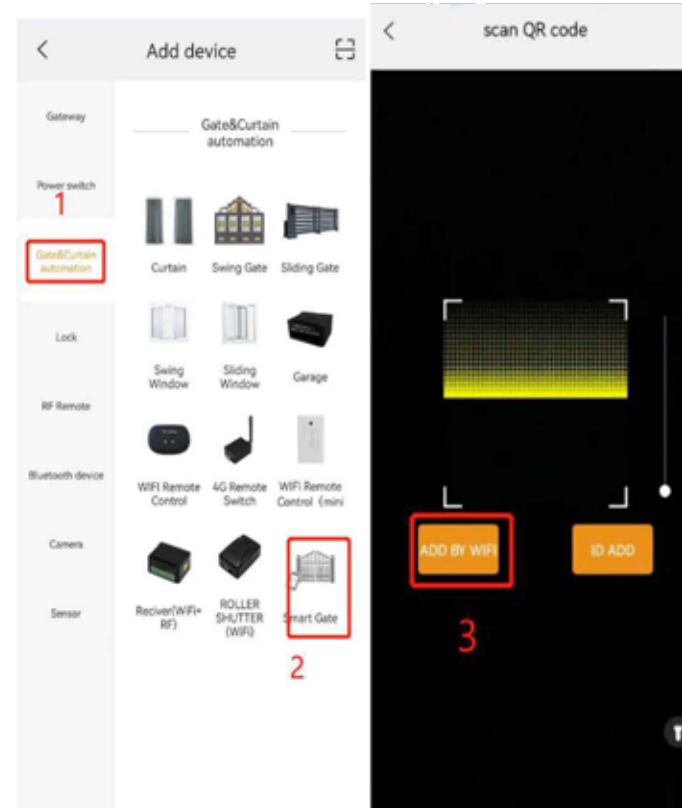 Add device
Gateway
Power switch
1
Gate&Curtain
automation
Lock
RF Remote
Bluetooth device
Camera
Sensor
Gate&Curtain
automation
Curtain
Swing Gate
Sliding Gate
Swing
Window
Sliding
Window
Garage
WIFI Remote
Control
4G Remote
Switch
WIFI Remote
Control (mini
Reciver(WiFi+
RF)
ROLLER
SHUTTER
(WiFi)
Smart Gate
2
scan QR code
ADD BY WIFI
ID ADD
3